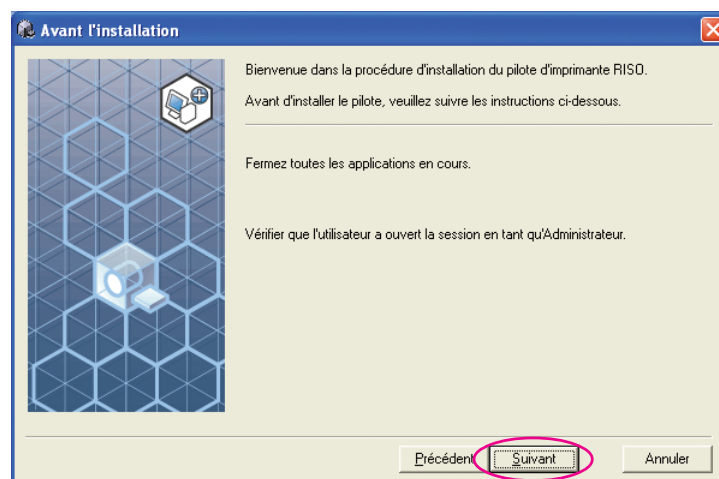 Avant l'installation
Bienvenue dans la procédure d'installation du pilote d'imprimante RISO.
Avant d'installer le pilote, veuillez suivre les instructions ci-dessous.
Fermez toutes les applications en cours.
Vérifier que l'utilisateur a ouvert la session en tant qu'Administrateur.
Précédent
Suivant
Annuler